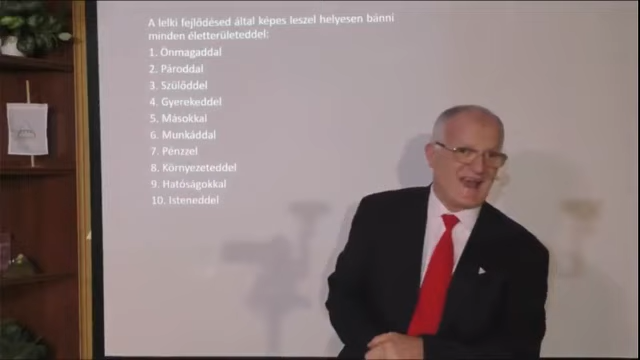 A lelki fejlődésed által képes leszel helyesen bánni
minden életterületeddel:
1. Önmagaddal
2. Pároddal
3. Szülőddel
4. Gyerekeddel
5. Másokkal
6. Munkáddal
7. Pénzzel
8. Környezeteddel
9. Hatóságokkal
10. Isteneddel